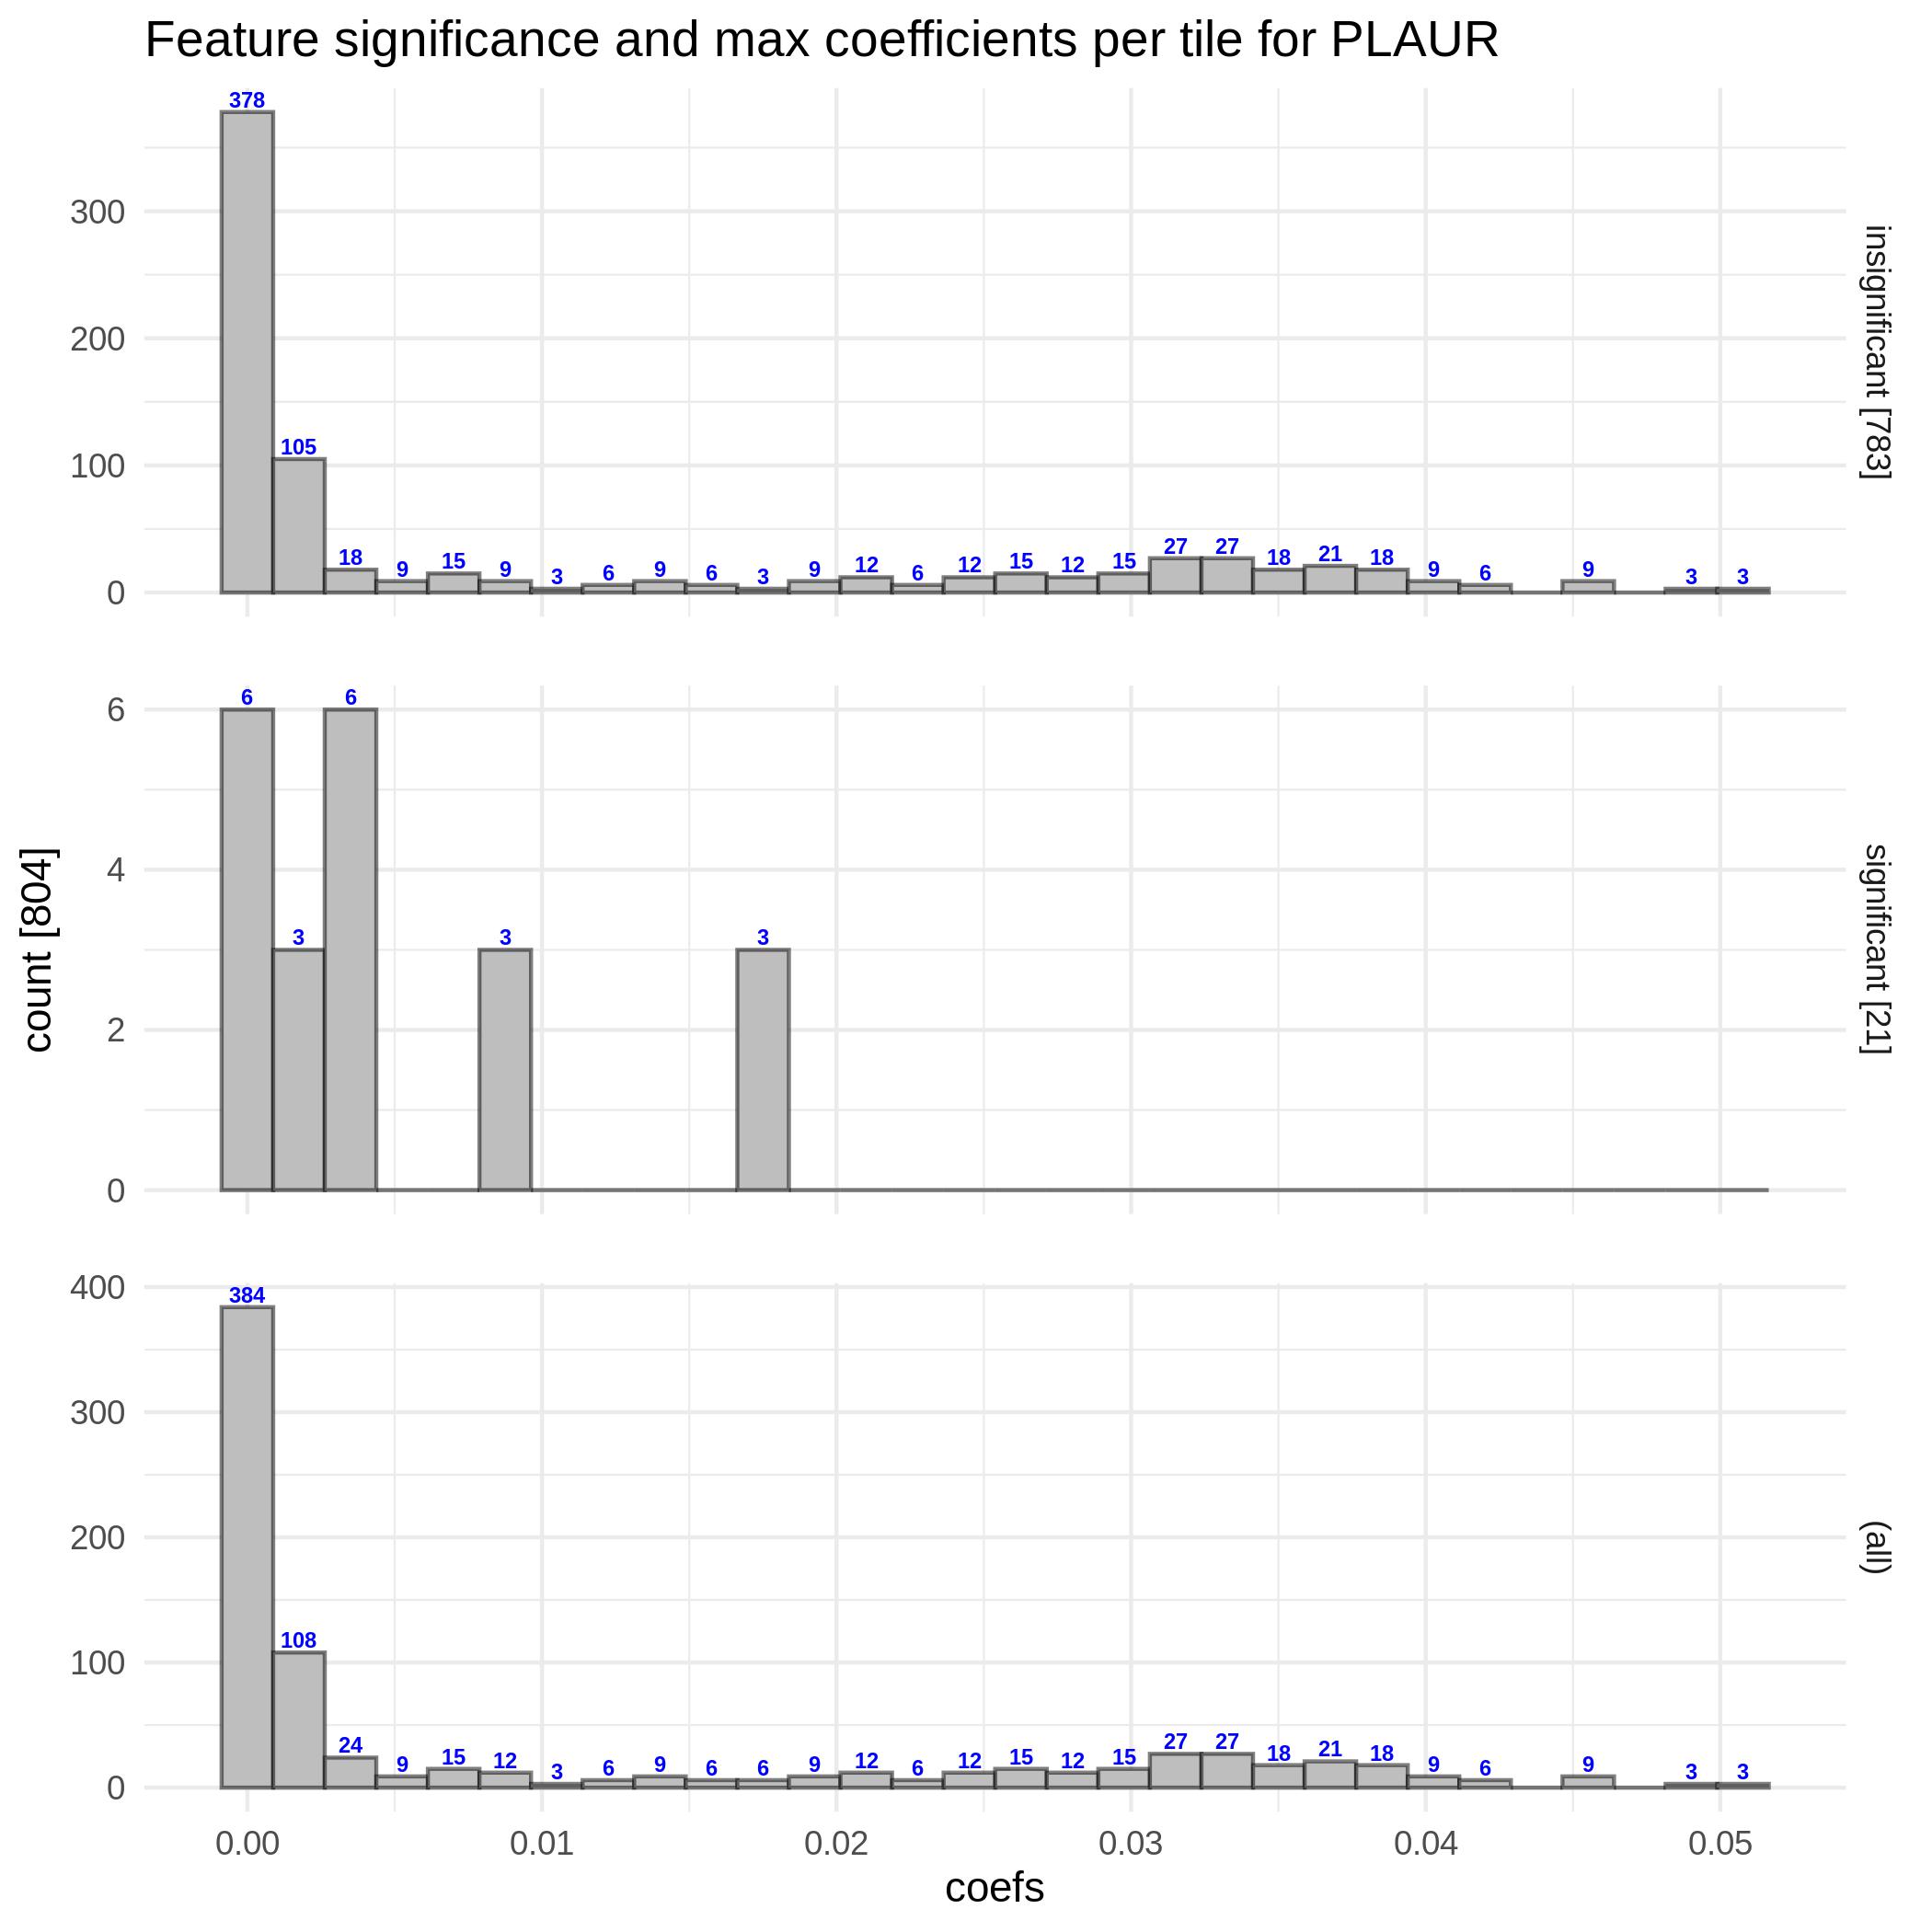 Feature significance and max coefficients per tile for PLAUR
378
105
18 9 15 9 3 6 9 6 3 9 12 6 12 15 12 15 27 27 18 21 18 9 6 9 3 3
300
200
100
0
insignificant [783]
6 3 6 3 3
6
4
2
0
significant [21]
count [804]
384
108
24 9 15 12 3 6 9 6 6 9 12 6 12 15 12 15 27 27 18 21 18 9 6 9 3 3
400
300
200
100
0
(all)
0.00 0.01 0.02 0.03 0.04 0.05
coefs